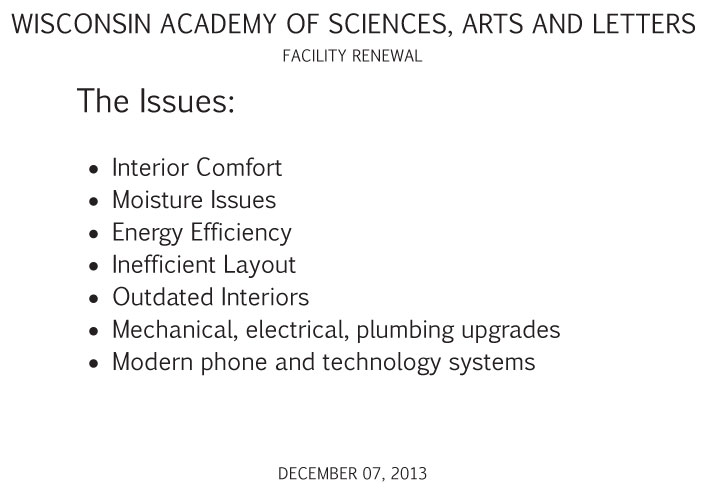 WISCONSIN ACADEMY OF SCIENCES, ARTS AND LETTERS
FACILITY RENEWAL
The Issues:
• Interior Comfort
• Moisture Issues
• Energy Efficiency
• Inefficient Layout
• Outdated Interiors
• Mechanical, electrical, plumbing upgrades
• Modern phone and technology systems
DECEMBER 07, 2013